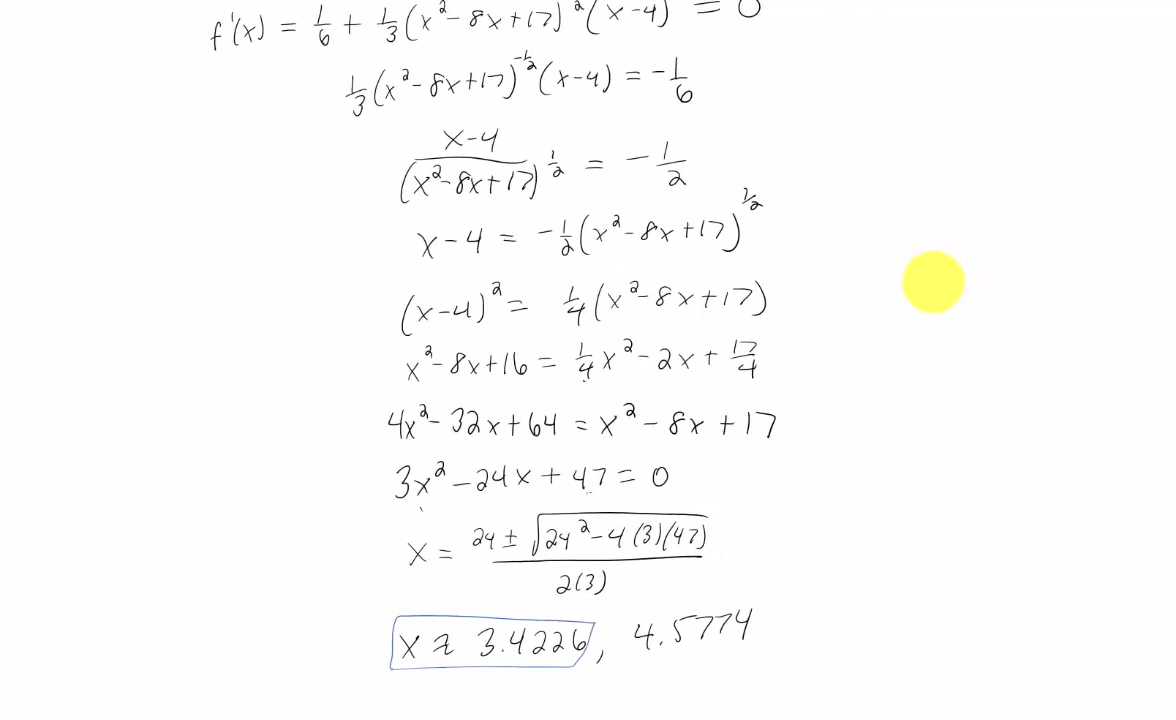 f'(x) = 1/6 + 1/3(x² - 8x + 17)²(x - 4) = 0
1/3(x² - 8x + 17)^(-1/2)(x - 4) = -1/6
(x - 4)/(x² - 8x + 17)^(1/2) = -1/2
x - 4 = -1/2(x² - 8x + 17)^(1/2)
(x - 4)² = 1/4(x² - 8x + 17)
x² - 8x + 16 = 1/4x² - 2x + 17/4
4x² - 32x + 64 = x² - 8x + 17
3x² - 24x + 47 = 0
x = (24 ± √(24² - 4(3)(47)))/(2(3))
x ≈ 3.4226, 4.5774